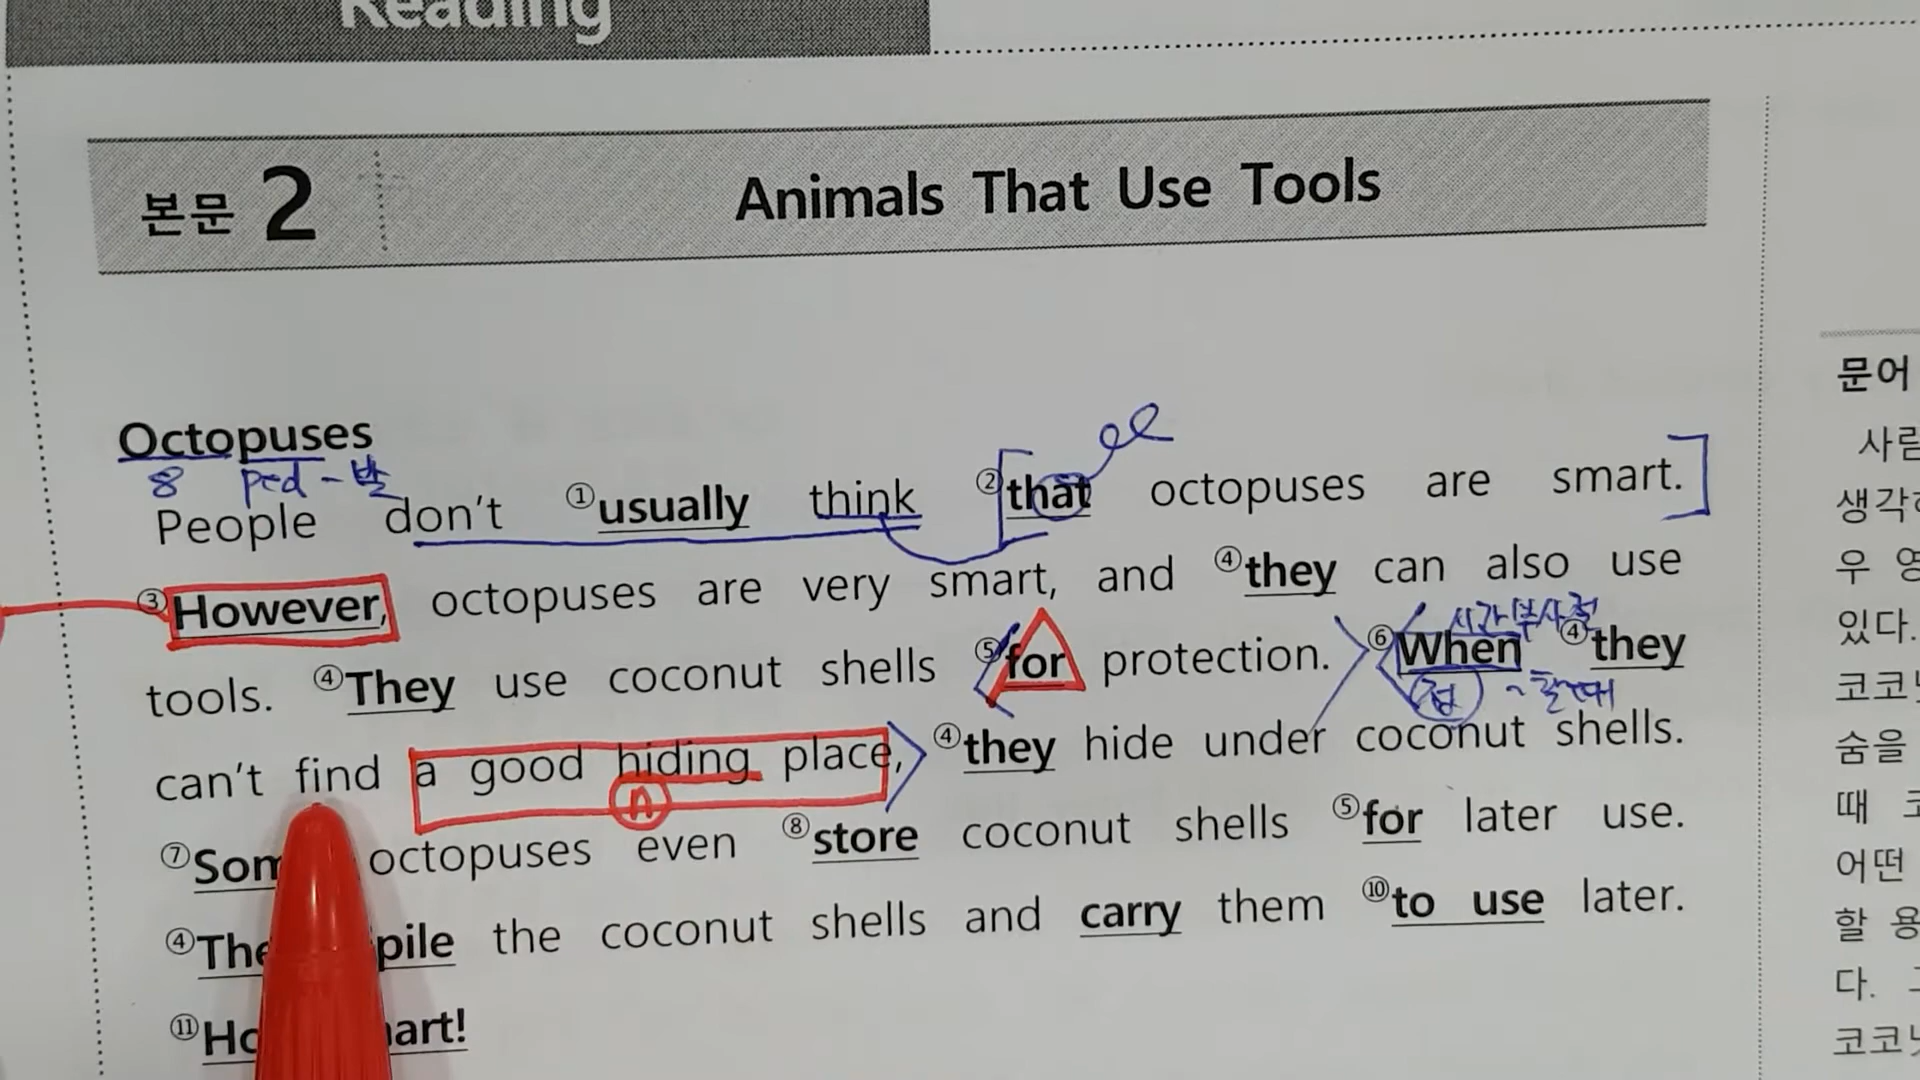 Reading
본문 2 Animals That Use Tools
Octopuses
8 ped - 발
People don't ①usually think ②that octopuses are smart.
③However, octopuses are very smart, and ④they can also use
시간부사절
tools. ④They use coconut shells ⑤for protection. ⑥When ④they
접 ~할 때
can't find a good hiding place, ④they hide under coconut shells.
n
⑦Som octopuses even ⑧store coconut shells ⑤for later use.
④The pile the coconut shells and carry them ⑩to use later.
⑪Ho art!
문어
사람
생각
우
있다.
코코
숨을
때
어떤
할 용
다.
코코